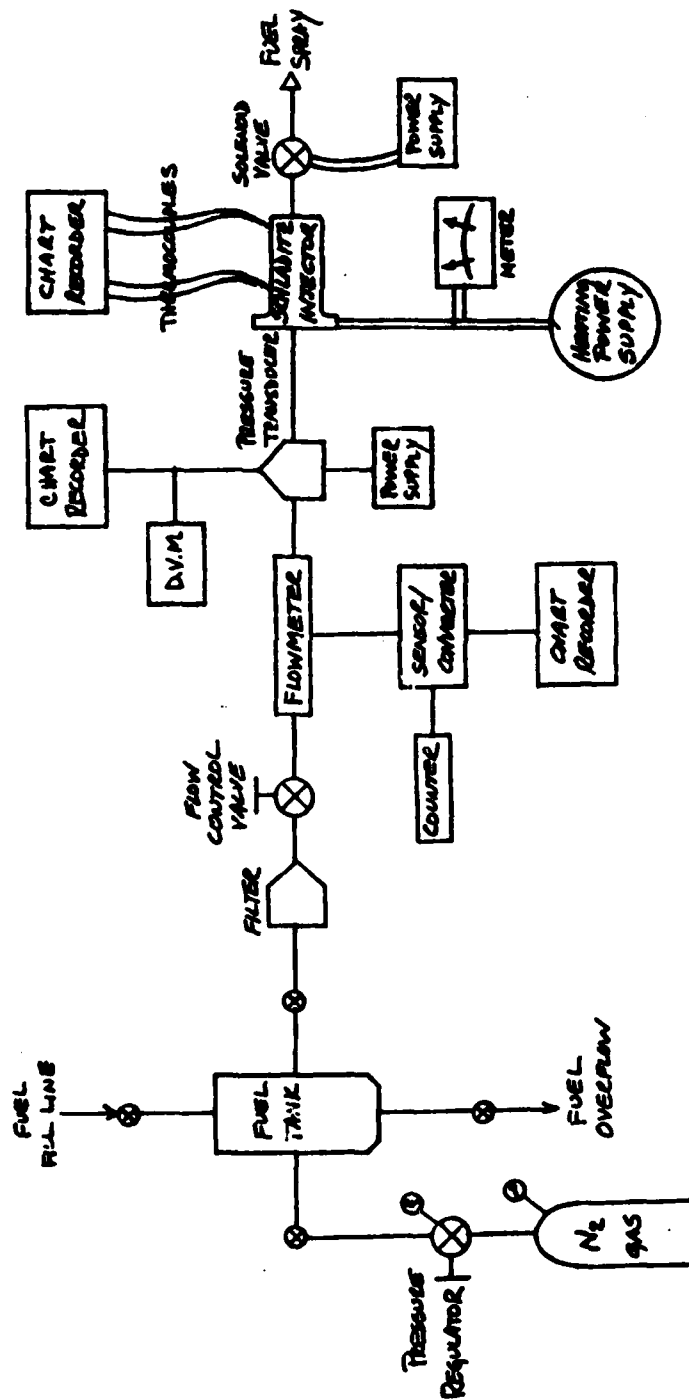 FUEL
FILL LINE
FUEL
TANK
FUEL
OVERFLOW
PRESSURE
REGULATOR
N2
GAS
FILTER
FLOW
CONTROL
VALVE
FLOWMETER
COUNTER
SENSOR/
CONVERTER
CHART
RECORDER
D.V.M
CHART
RECORDER
PRESSURE
TRANSDUCER
POWER
SUPPLY
CHART
RECORDER
THERMOCOUPLES
SCHLADITZ
INJECTOR
METER
HEATING
POWER
SUPPLY
SOLENOID
VALVE
POWER
SUPPLY
FUEL
SPRAY